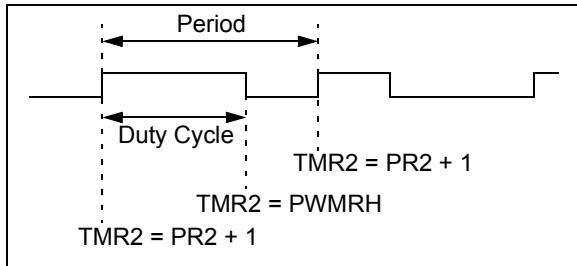 Period
Duty Cycle
TMR2 = PR2 + 1
TMR2 = PWMRH
TMR2 = PR2 + 1